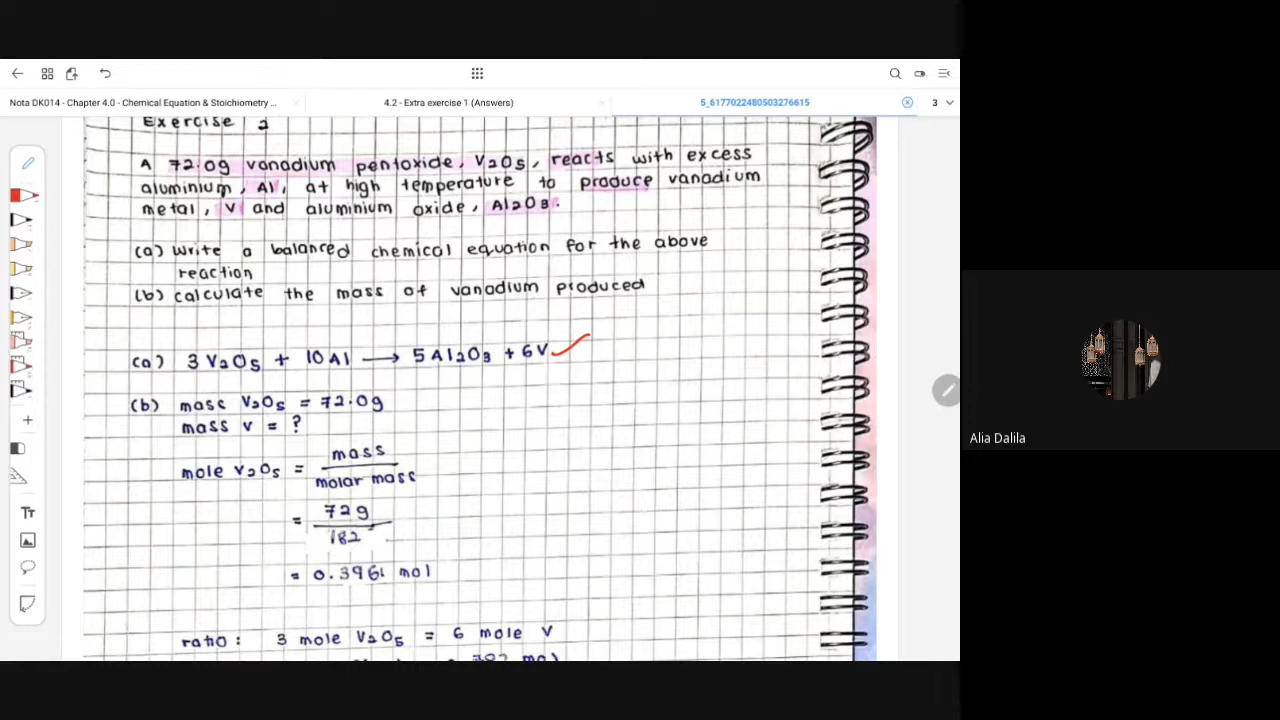 Nota DK014 - Chapter 4.0 - Chemical Equation & Stoichiometry ...
4.2 - Extra exercise 1 (Answers)
5_6177022480503276615
3
Exercise 2
A 72.0g vanadium pentoxide, V2O5, reacts with excess
aluminium, Al, at high temperature to produce vanadium
metal, V and aluminium oxide, Al2O3.
(a) Write a balanced chemical equation for the above
reaction
(b) calculate the mass of vanadium produced
(a) 3 V2O5 + 10Al → 5 Al2O3 + 6V
(b) mass V2O5 = 72.0g
mass V = ?
mole V2O5 = mass
molar mass
= 72g
182
= 0.3961 mol
ratio: 3 mole V2O5 = 6 mole V
Tt
Alia Dalila